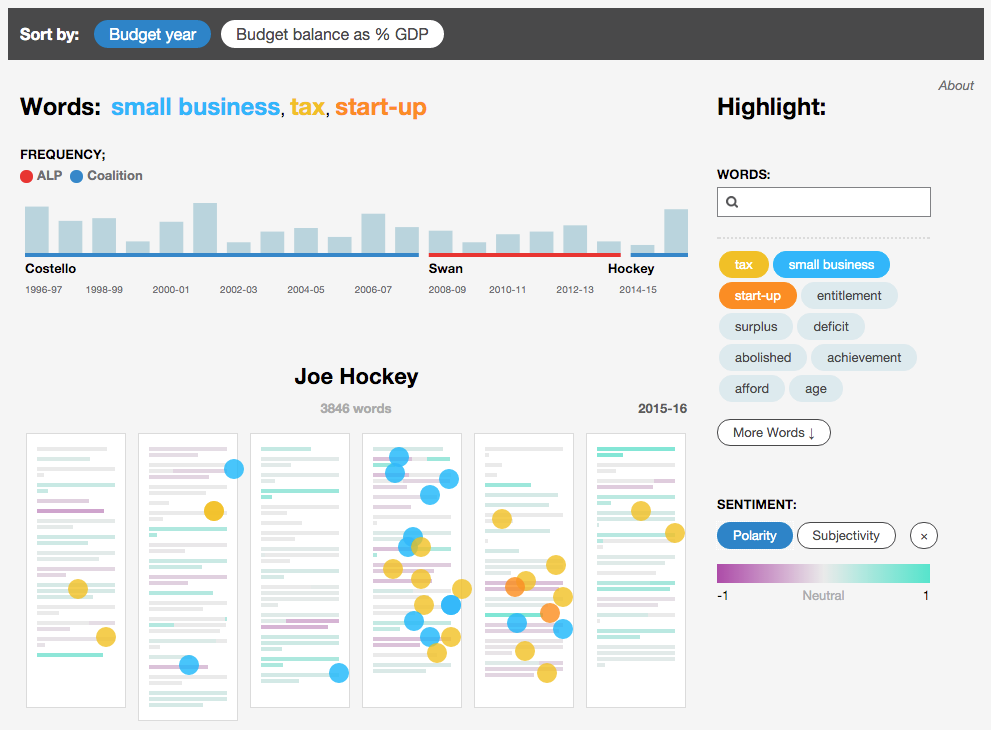 Sort by: Budget year Budget balance as % GDP
About
Words: small business, tax, start-up
Highlight:
FREQUENCY;
ALP Coalition
WORDS:
Costello Swan Hockey
1996-97 1998-99 2000-01 2002-03 2004-05 2006-07 2008-09 2010-11 2012-13 2014-15
tax small business
start-up entitlement
surplus deficit
abolished achievement
afford age
More Words ↓
Joe Hockey
3846 words 2015-16
SENTIMENT:
Polarity Subjectivity ×
-1 Neutral 1